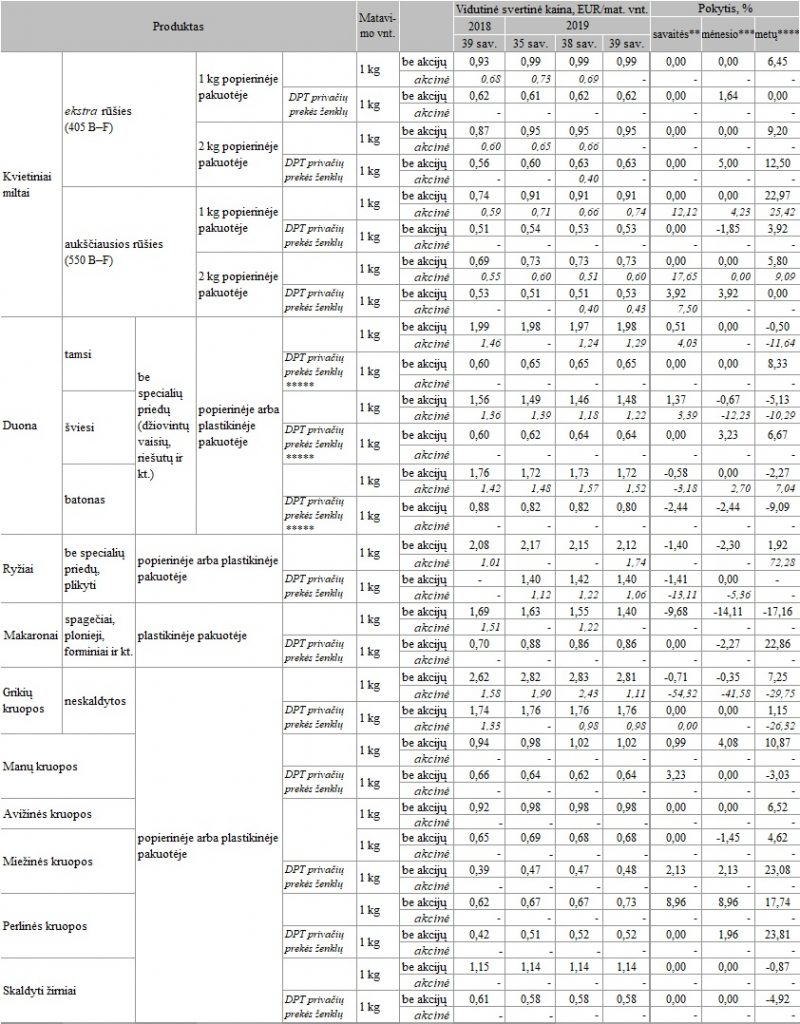 Produktas
Matavi-
mo vnt.
Vidutinė svertinė kaina, EUR/mat. vnt.
Pokytis, %
2018
2019
savaitės**
mėnesio***
metų****
39 sav.
35 sav.
38 sav.
39 sav.
Kvietiniai
miltai
ekstra rūšies
(405 B–F)
1 kg popierinėje
pakuotėje
1 kg
be akcijų 0,93 0,99 0,99 0,99 0,00 0,00 6,45
akcinė 0,68 0,73 0,69 - - - -
DPT privačių
prekės ženklų
1 kg
be akcijų 0,62 0,61 0,62 0,62 0,00 1,64 0,00
akcinė - - - - - - -
2 kg popierinėje
pakuotėje
1 kg
be akcijų 0,87 0,95 0,95 0,95 0,00 0,00 9,20
akcinė 0,60 0,65 0,66 - - - -
DPT privačių
prekės ženklų
1 kg
be akcijų 0,56 0,60 0,63 0,63 0,00 5,00 12,50
akcinė - - 0,40 - - - -
aukščiausios rūšies
(550 B–F)
1 kg popierinėje
pakuotėje
1 kg
be akcijų 0,74 0,91 0,91 0,91 0,00 0,00 22,97
akcinė 0,59 0,71 0,66 0,74 12,12 4,23 25,42
DPT privačių
prekės ženklų
1 kg
be akcijų 0,51 0,54 0,53 0,53 0,00 -1,85 3,92
akcinė - - - - - - -
2 kg popierinėje
pakuotėje
1 kg
be akcijų 0,69 0,73 0,73 0,73 0,00 0,00 5,80
akcinė 0,55 0,60 0,51 0,60 17,65 0,00 9,09
DPT privačių
prekės ženklų
1 kg
be akcijų 0,53 0,51 0,51 0,53 3,92 3,92 0,00
akcinė - - 0,40 0,43 7,50 - -
Duona
tamsi
be
specialių
priedų
(džiovintų
vaisių,
riešutų ir
kt.)
popierinėje arba
plastikinėje
pakuotėje
1 kg
be akcijų 1,99 1,98 1,97 1,98 0,51 0,00 -0,50
akcinė 1,46 - 1,24 1,29 4,03 - -11,64
DPT privačių
prekės ženklų
*****
1 kg
be akcijų 0,60 0,65 0,65 0,65 0,00 0,00 8,33
akcinė - - - - - - -
šviesi
1 kg
be akcijų 1,56 1,49 1,46 1,48 1,37 -0,67 -5,13
akcinė 1,36 1,39 1,18 1,22 3,39 -12,23 -10,29
DPT privačių
prekės ženklų
*****
1 kg
be akcijų 0,60 0,62 0,64 0,64 0,00 3,23 6,67
akcinė - - - - - - -
batonas
1 kg
be akcijų 1,76 1,72 1,73 1,72 -0,58 0,00 -2,27
akcinė 1,42 1,48 1,57 1,52 -3,18 2,70 7,04
DPT privačių
prekės ženklų
*****
1 kg
be akcijų 0,88 0,82 0,82 0,80 -2,44 -2,44 -9,09
akcinė - - - - - - -
Ryžiai
be specialių
priedų,
plikyti
popierinėje arba plastikinėje
pakuotėje
1 kg
be akcijų 2,08 2,17 2,15 2,12 -1,40 -2,30 1,92
akcinė 1,01 - - 1,74 - - 72,28
DPT privačių
prekės ženklų
1 kg
be akcijų - 1,40 1,42 1,40 -1,41 0,00 -
akcinė - 1,12 1,22 1,06 -13,11 -5,36 -
Makaronai
spagečiai,
plonieji,
forminiai ir kt.
plastikinėje pakuotėje
1 kg
be akcijų 1,69 1,63 1,55 1,40 -9,68 -14,11 -17,16
akcinė 1,51 - 1,22 - - - -
DPT privačių
prekės ženklų
1 kg
be akcijų 0,70 0,88 0,86 0,86 0,00 -2,27 22,86
akcinė - - - - - - -
Grikių
kruopos
neskaldytos
popierinėje arba plastikinėje
pakuotėje
1 kg
be akcijų 2,62 2,82 2,83 2,81 -0,71 -0,35 7,25
akcinė 1,58 1,90 2,43 1,11 -54,32 -41,58 -29,75
DPT privačių
prekės ženklų
1 kg
be akcijų 1,74 1,76 1,76 1,76 0,00 0,00 1,15
akcinė 1,33 - 0,98 0,98 0,00 - -26,32
Manų kruopos
1 kg
be akcijų 0,94 0,98 1,02 1,02 0,99 4,08 10,87
akcinė - - - - - - -
DPT privačių
prekės ženklų
1 kg
be akcijų 0,66 0,64 0,62 0,64 3,23 0,00 -3,03
akcinė - - - - - - -
Avižinės kruopos
1 kg
be akcijų 0,92 0,98 0,98 0,98 0,00 0,00 6,52
akcinė - - - - - - -
Miežinės kruopos
1 kg
be akcijų 0,65 0,69 0,68 0,68 0,00 -1,45 4,62
akcinė - - - - - - -
DPT privačių
prekės ženklų
1 kg
be akcijų 0,39 0,47 0,47 0,48 2,13 2,13 23,08
akcinė - - - - - - -
Perlinės kruopos
1 kg
be akcijų 0,62 0,67 0,67 0,73 8,96 8,96 17,74
akcinė - - - - - - -
DPT privačių
prekės ženklų
1 kg
be akcijų 0,42 0,51 0,52 0,52 0,00 1,96 23,81
akcinė - - - - - - -
Skaldyti žirniai
1 kg
be akcijų 1,15 1,14 1,14 1,14 0,00 0,00 -0,87
akcinė - - - - - - -
DPT privačių
prekės ženklų
1 kg
be akcijų 0,61 0,58 0,58 0,58 0,00 0,00 -4,92
akcinė - - - - - - -